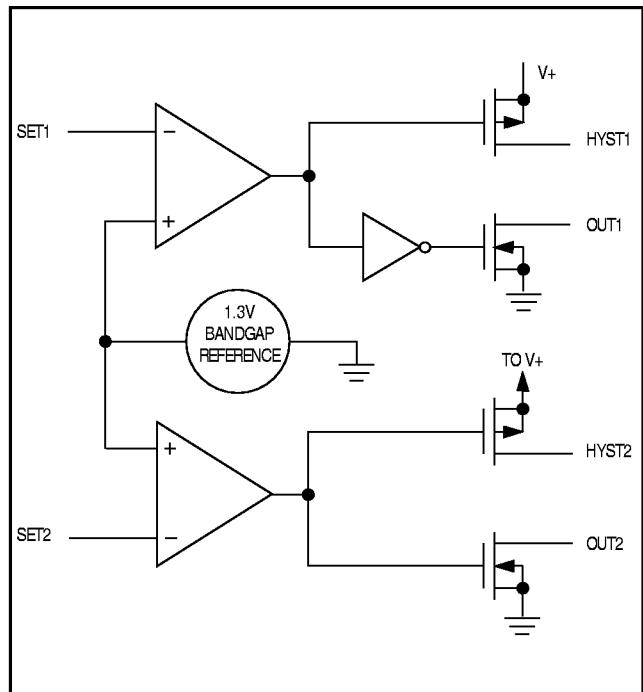 V+
SET1
−
HYST1
+
OUT1
1.3V
BANDGAP
REFERENCE
TO V+
+
HYST2
SET2
−
OUT2